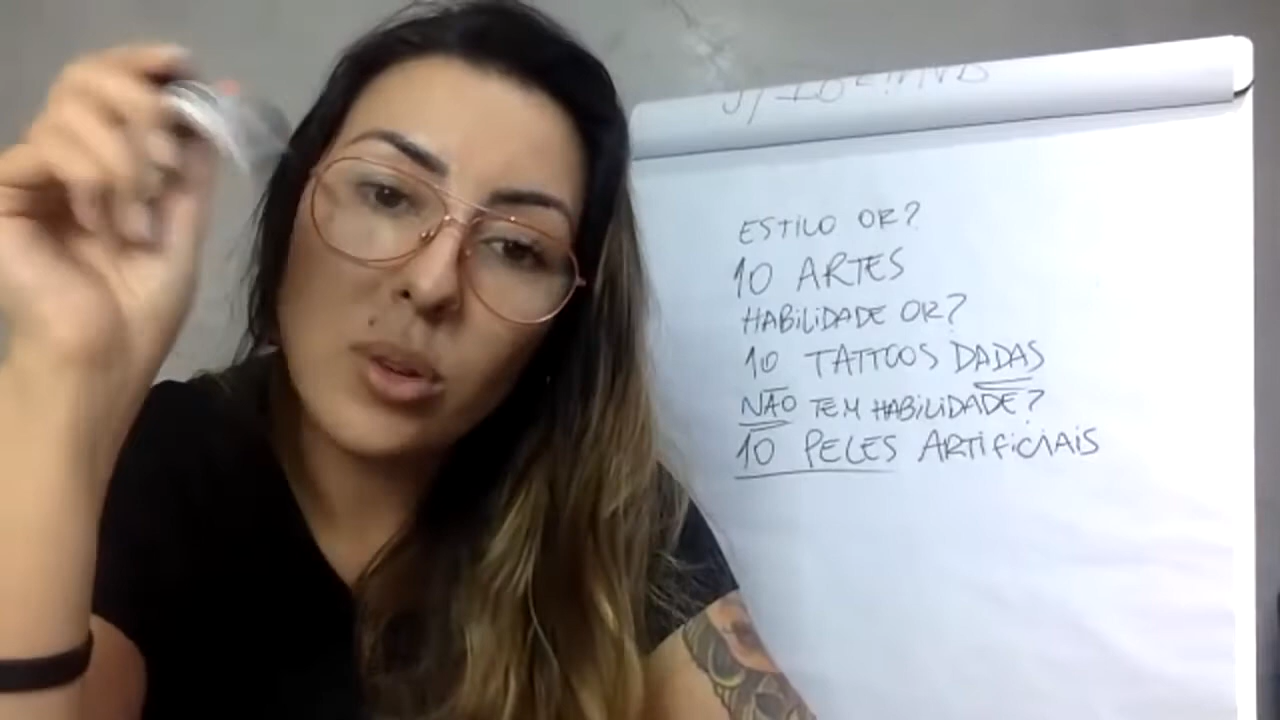 ESTILO OK?
10 ARTES
HABILIDADE OK?
10 TATTOOS DADAS
NÃO TEM HABILIDADE?
10 PELES ARTIFICIAIS